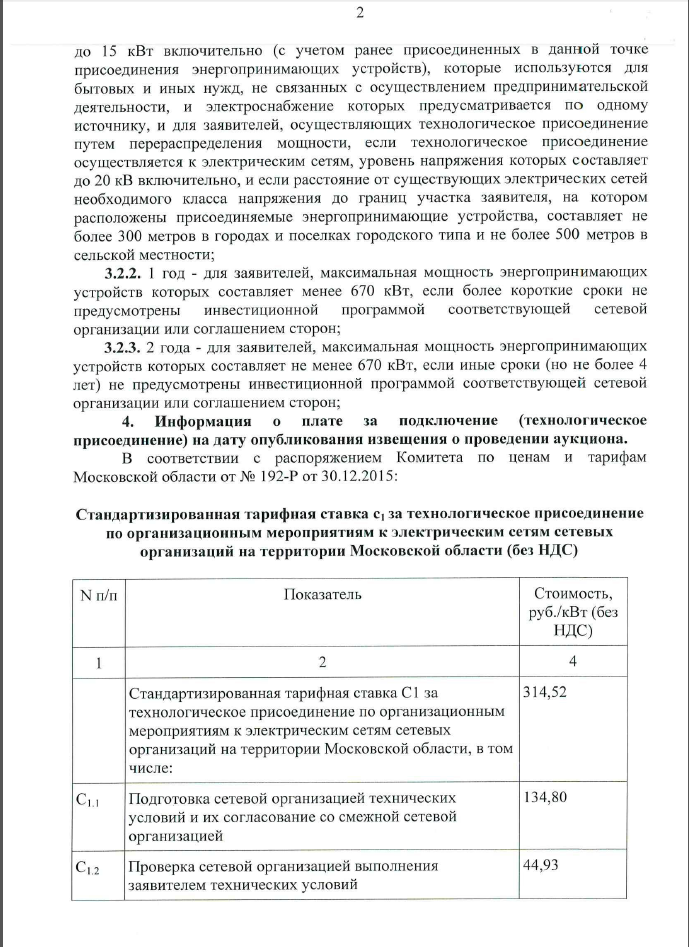 2
до 15 кВт включительно (с учетом ранее присоединенных в данной точке
присоединения энергопринимающих устройств), которые используются для
бытовых и иных нужд, не связанных с осуществлением предпринимательской
деятельности, и электроснабжение которых предусматривается по одному
источнику, и для заявителей, осуществляющих технологическое присоединение
путем перераспределения мощности, если технологическое присоединение
осуществляется к электрическим сетям, уровень напряжения которых составляет
до 20 кВ включительно, и если расстояние от существующих электрических сетей
необходимого класса напряжения до границ участка заявителя, на котором
расположены присоединяемые энергопринимающие устройства, составляет не
более 300 метров в городах и поселках городского типа и не более 500 метров в
сельской местности;
3.2.2. 1 год - для заявителей, максимальная мощность энергопринимающих
устройств которых составляет менее 670 кВт, если более короткие сроки не
предусмотрены инвестиционной программой соответствующей сетевой
организации или соглашением сторон;
3.2.3. 2 года - для заявителей, максимальная мощность энергопринимающих
устройств которых составляет не менее 670 кВт, если иные сроки (но не более 4
лет) не предусмотрены инвестиционной программой соответствующей сетевой
организации или соглашением сторон;
4. Информация о плате за подключение (технологическое
присоединение) на дату опубликования извещения о проведении аукциона.
В соответствии с распоряжением Комитета по ценам и тарифам
Московской области от № 192-Р от 30.12.2015:
Стандартизированная тарифная ставка с1 за технологическое присоединение
по организационным мероприятиям к электрическим сетям сетевых
организаций на территории Московской области (без НДС)
N п/п Показатель Стоимость,
руб./кВт (без
НДС)
1 2 4
Стандартизированная тарифная ставка С1 за 314,52
технологическое присоединение по организационным
мероприятиям к электрическим сетям сетевых
организаций на территории Московской области, в том
числе:
С1.1 Подготовка сетевой организацией технических 134,80
условий и их согласование со смежной сетевой
организацией
С1.2 Проверка сетевой организацией выполнения 44,93
заявителем технических условий